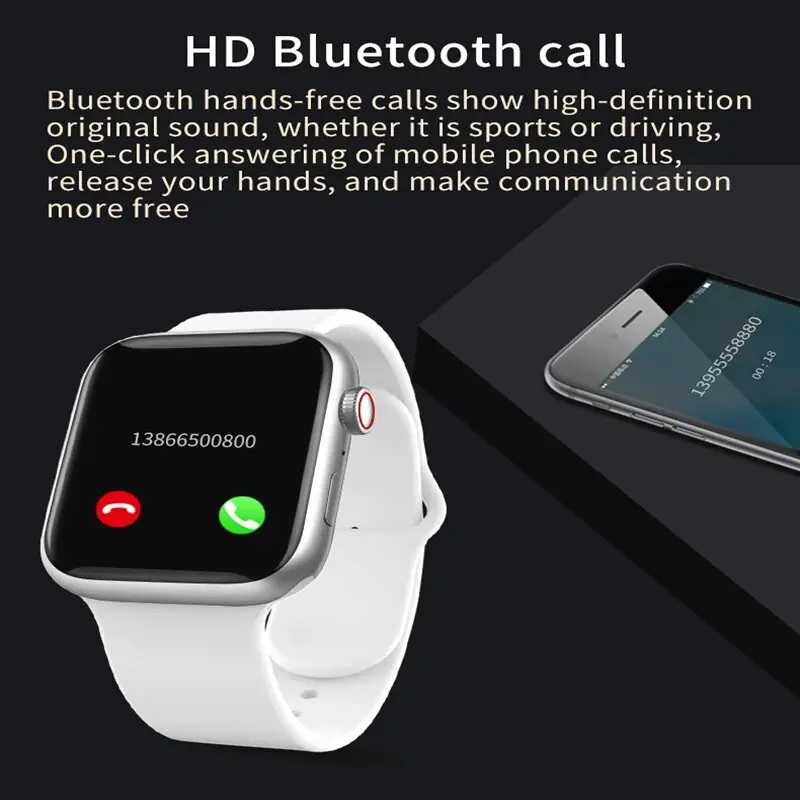 HD Bluetooth call
Bluetooth hands-free calls show high-definition
original sound, whether it is sports or driving,
One-click answering of mobile phone calls,
release your hands, and make communication
more free
13955558880
00:18
13866500800